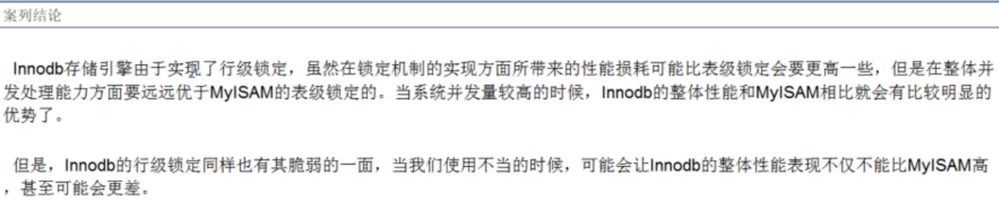 案列结论
Innodb存储引擎由于实现了行级锁定，虽然在锁定机制的实现方面所带来的性能损耗可能比表级锁定会要更高一些，但是在整体并
发处理能力方面要远远优于MyISAM的表级锁定的。当系统并发量较高的时候，Innodb的整体性能和MyISAM相比就会有比较明显的
优势了。
但是，Innodb的行级锁定同样也有其脆弱的一面，当我们使用不当的时候，可能会让Innodb的整体性能表现不仅不能比MyISAM高
，甚至可能会更差。